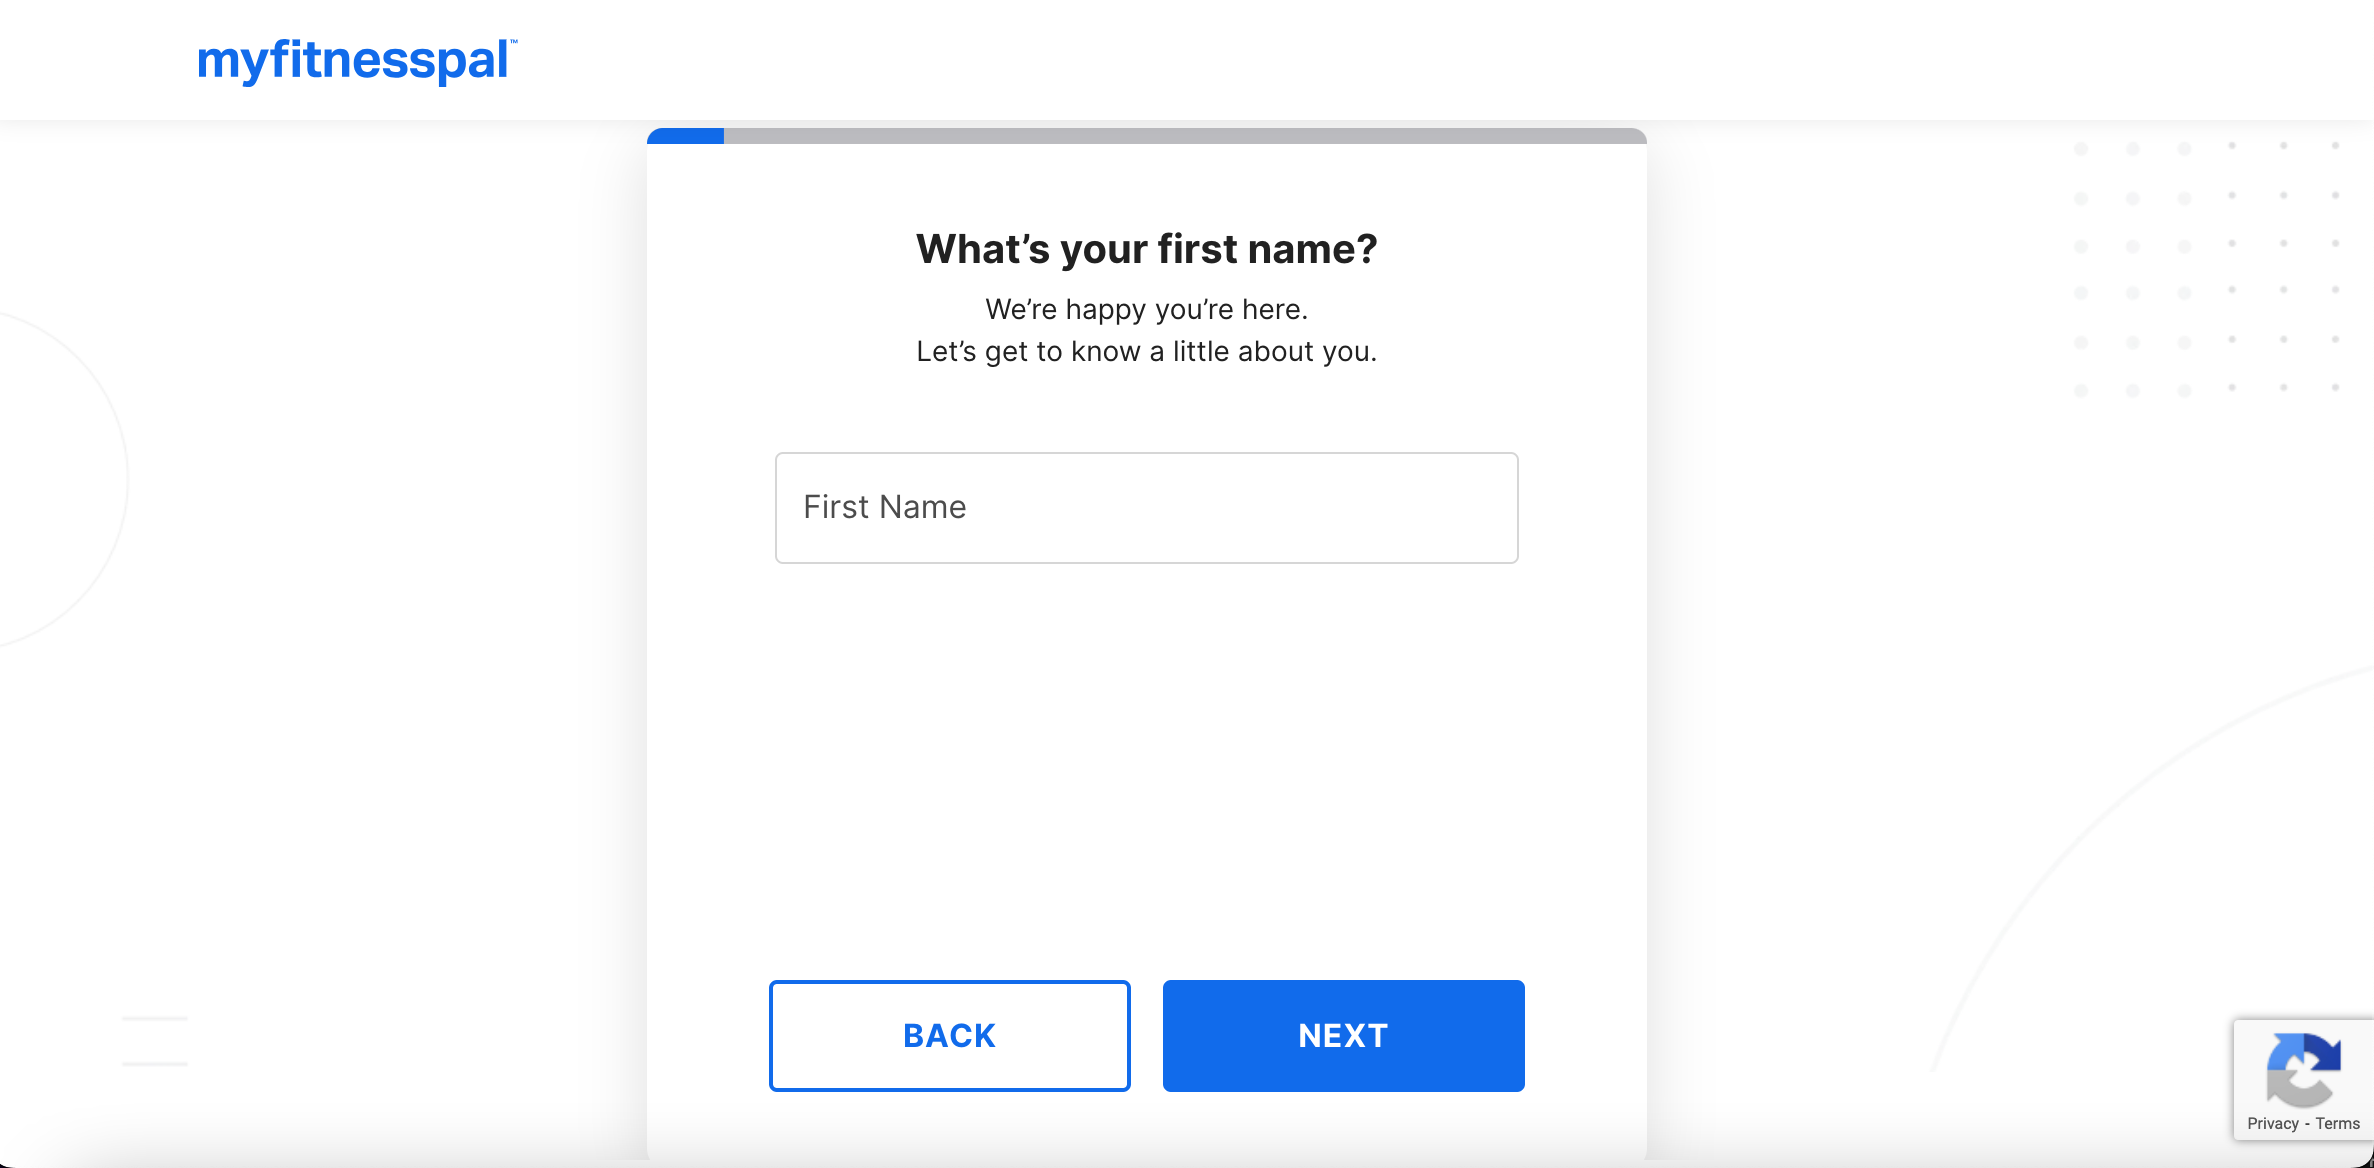 myfitnesspal™
What’s your first name?
We’re happy you’re here.
Let’s get to know a little about you.
First Name
BACK
NEXT
Privacy - Terms